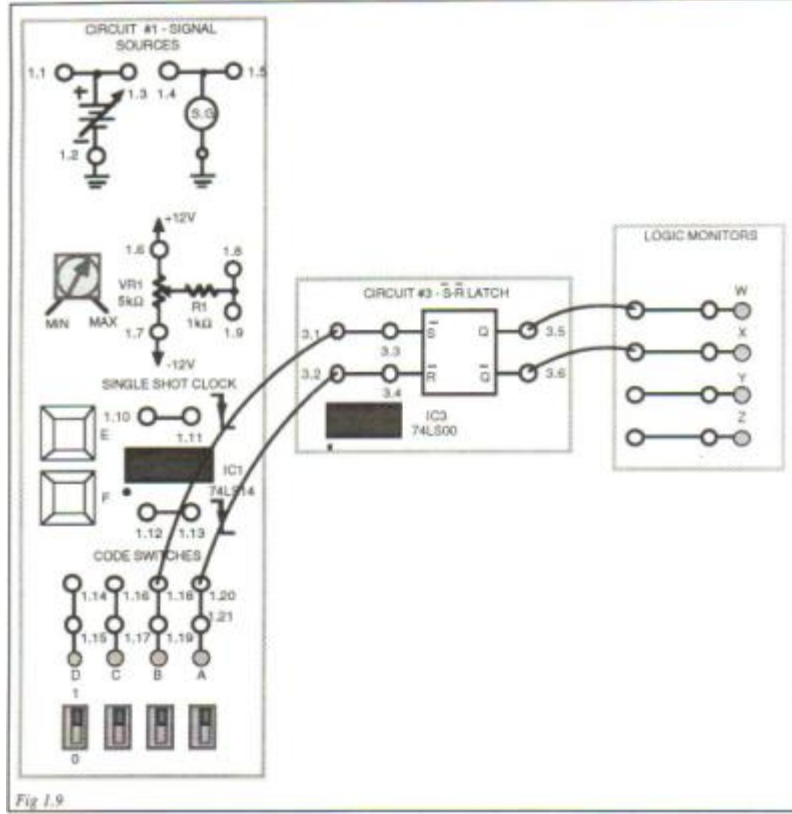 CIRCUIT #1 - SIGNAL
SOURCES
1.1
1.3
1.4
1.5
+
S.G
−
1.2
+12V
1.6
1.8
VR1
5kΩ
R1
1kΩ
MIN
MAX
1.7
1.9
-12V
SINGLE SHOT CLOCK
1.10
1.11
E
IC1
74LS14
F
1.12
1.13
CODE SWITCHES
1.14
1.16
1.18
1.20
1.21
1.15
1.17
1.19
D
C
B
A
1
0
CIRCUIT #3 - S̅-R̅ LATCH
3.1
3.3
S̅
Q
3.5
3.2
3.4
R̅
Q̅
3.6
IC3
74LS00
LOGIC MONITORS
W
X
Y
Z
Fig 1.9